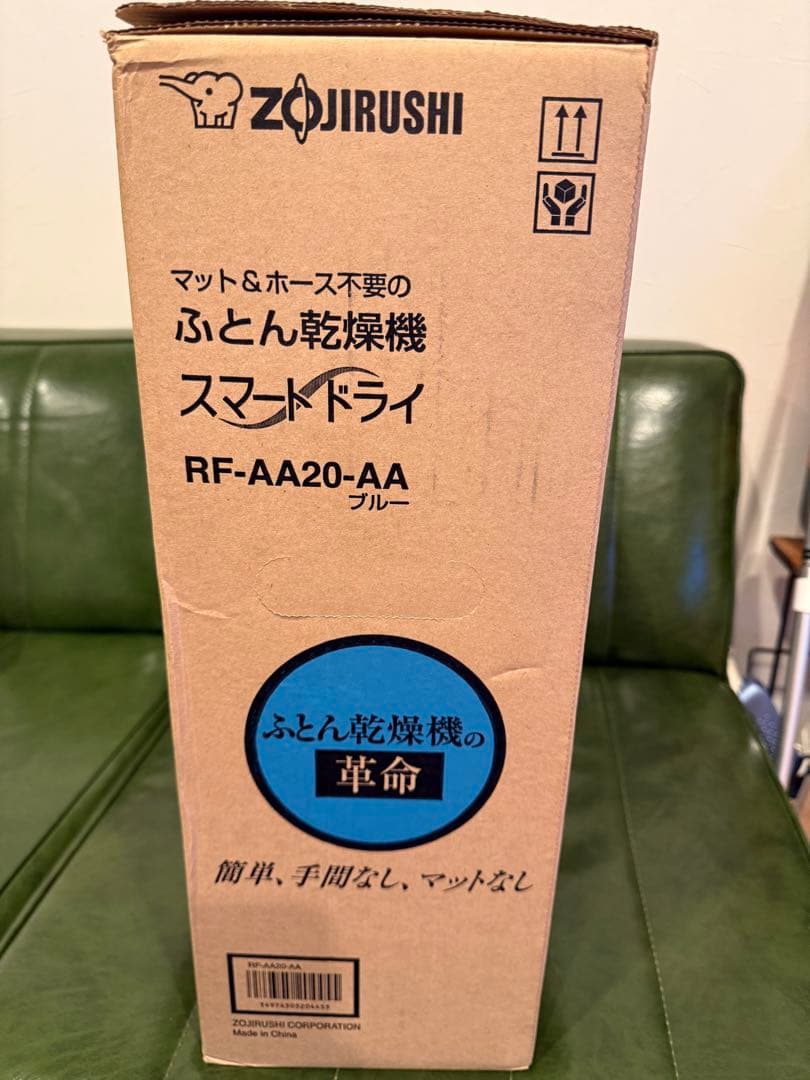 ZOJIRUSHI
マット&ホース不要の
ふとん乾燥機
スマートドライ
RF-AA20-AA
ブルー
ふとん乾燥機の
革命
簡単、手間なし、マットなし
RF-AA20-AA
ZOJIRUSHI CORPORATION
Made in China